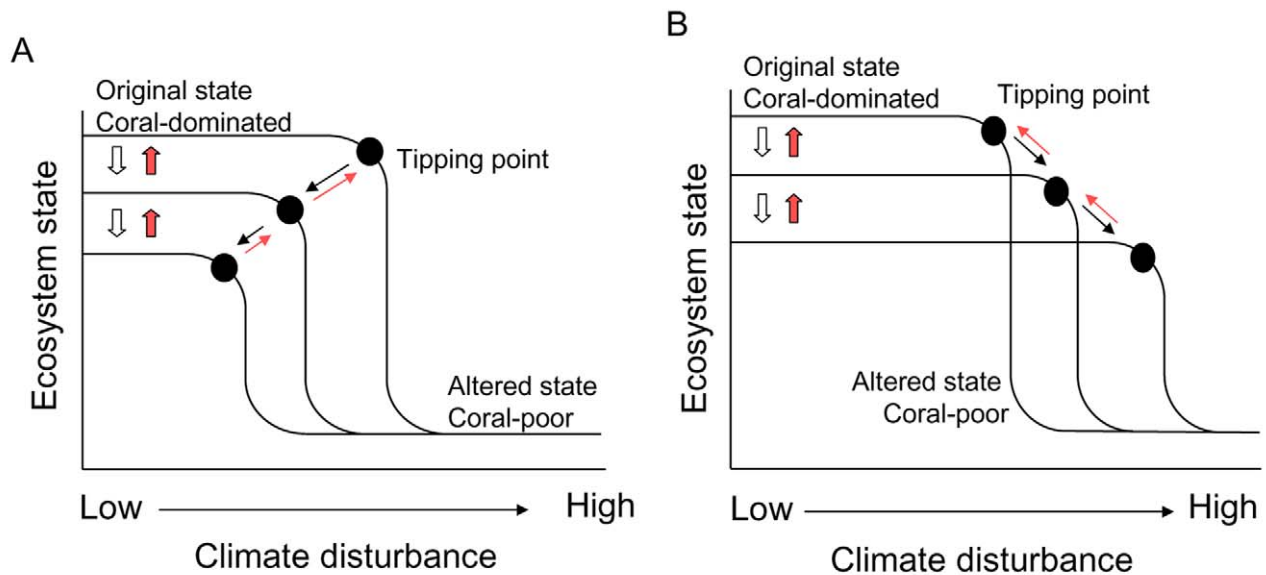 A
Original state
Coral-dominated
Tipping point
Ecosystem state
Altered state
Coral-poor
Low
High
Climate disturbance
B
Original state
Coral-dominated
Tipping point
Ecosystem state
Altered state
Coral-poor
Low
High
Climate disturbance